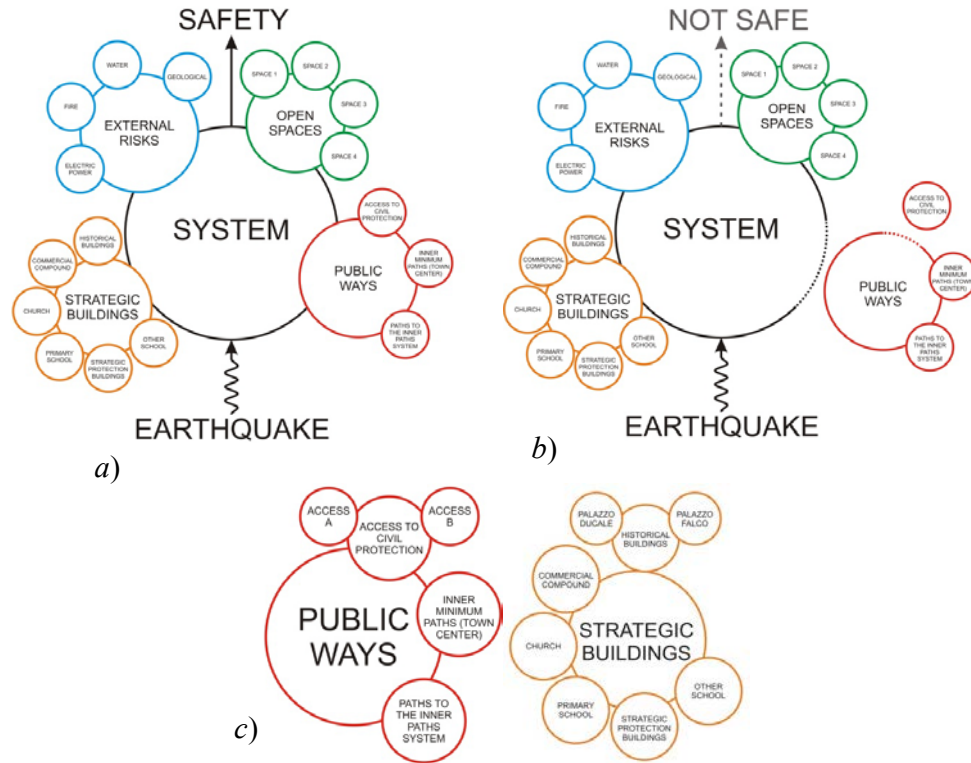 SAFETY
WATER
GEOLOGICAL
FIRE
EXTERNAL
RISKS
ELECTRIC
POWER
SPACE 1
SPACE 2
SPACE 3
OPEN
SPACES
SPACE 4
SYSTEM
HISTORICAL
BUILDINGS
COMMERCIAL
COMPOUND
STRATEGIC
BUILDINGS
CHURCH
PRIMARY
SCHOOL
STRATEGIC
PROTECTION
BUILDINGS
OTHER
SCHOOL
ACCESS TO
CIVIL
PROTECTION
INNER
MINIMUM
PATHS (TOWN
CENTER)
PUBLIC
WAYS
PATHS TO
THE INNER
PATHS
SYSTEM
EARTHQUAKE
a)
NOT SAFE
WATER
GEOLOGICAL
FIRE
EXTERNAL
RISKS
ELECTRIC
POWER
SPACE 1
SPACE 2
SPACE 3
OPEN
SPACES
SPACE 4
SYSTEM
HISTORICAL
BUILDINGS
COMMERCIAL
COMPOUND
STRATEGIC
BUILDINGS
CHURCH
PRIMARY
SCHOOL
STRATEGIC
PROTECTION
BUILDINGS
OTHER
SCHOOL
ACCESS TO
CIVIL
PROTECTION
INNER
MINIMUM
PATHS (TOWN
CENTER)
PUBLIC
WAYS
PATHS TO
THE INNER
PATHS
SYSTEM
EARTHQUAKE
b)
ACCESS
A
ACCESS TO
CIVIL
PROTECTION
ACCESS
B
PUBLIC
WAYS
INNER
MINIMUM
PATHS (TOWN
CENTER)
PATHS TO
THE INNER
PATHS
SYSTEM
PALAZZO
DUCALE
HISTORICAL
BUILDINGS
PALAZZO
FALCO
COMMERCIAL
COMPOUND
CHURCH
STRATEGIC
BUILDINGS
PRIMARY
SCHOOL
STRATEGIC
PROTECTION
BUILDINGS
OTHER
SCHOOL
c)